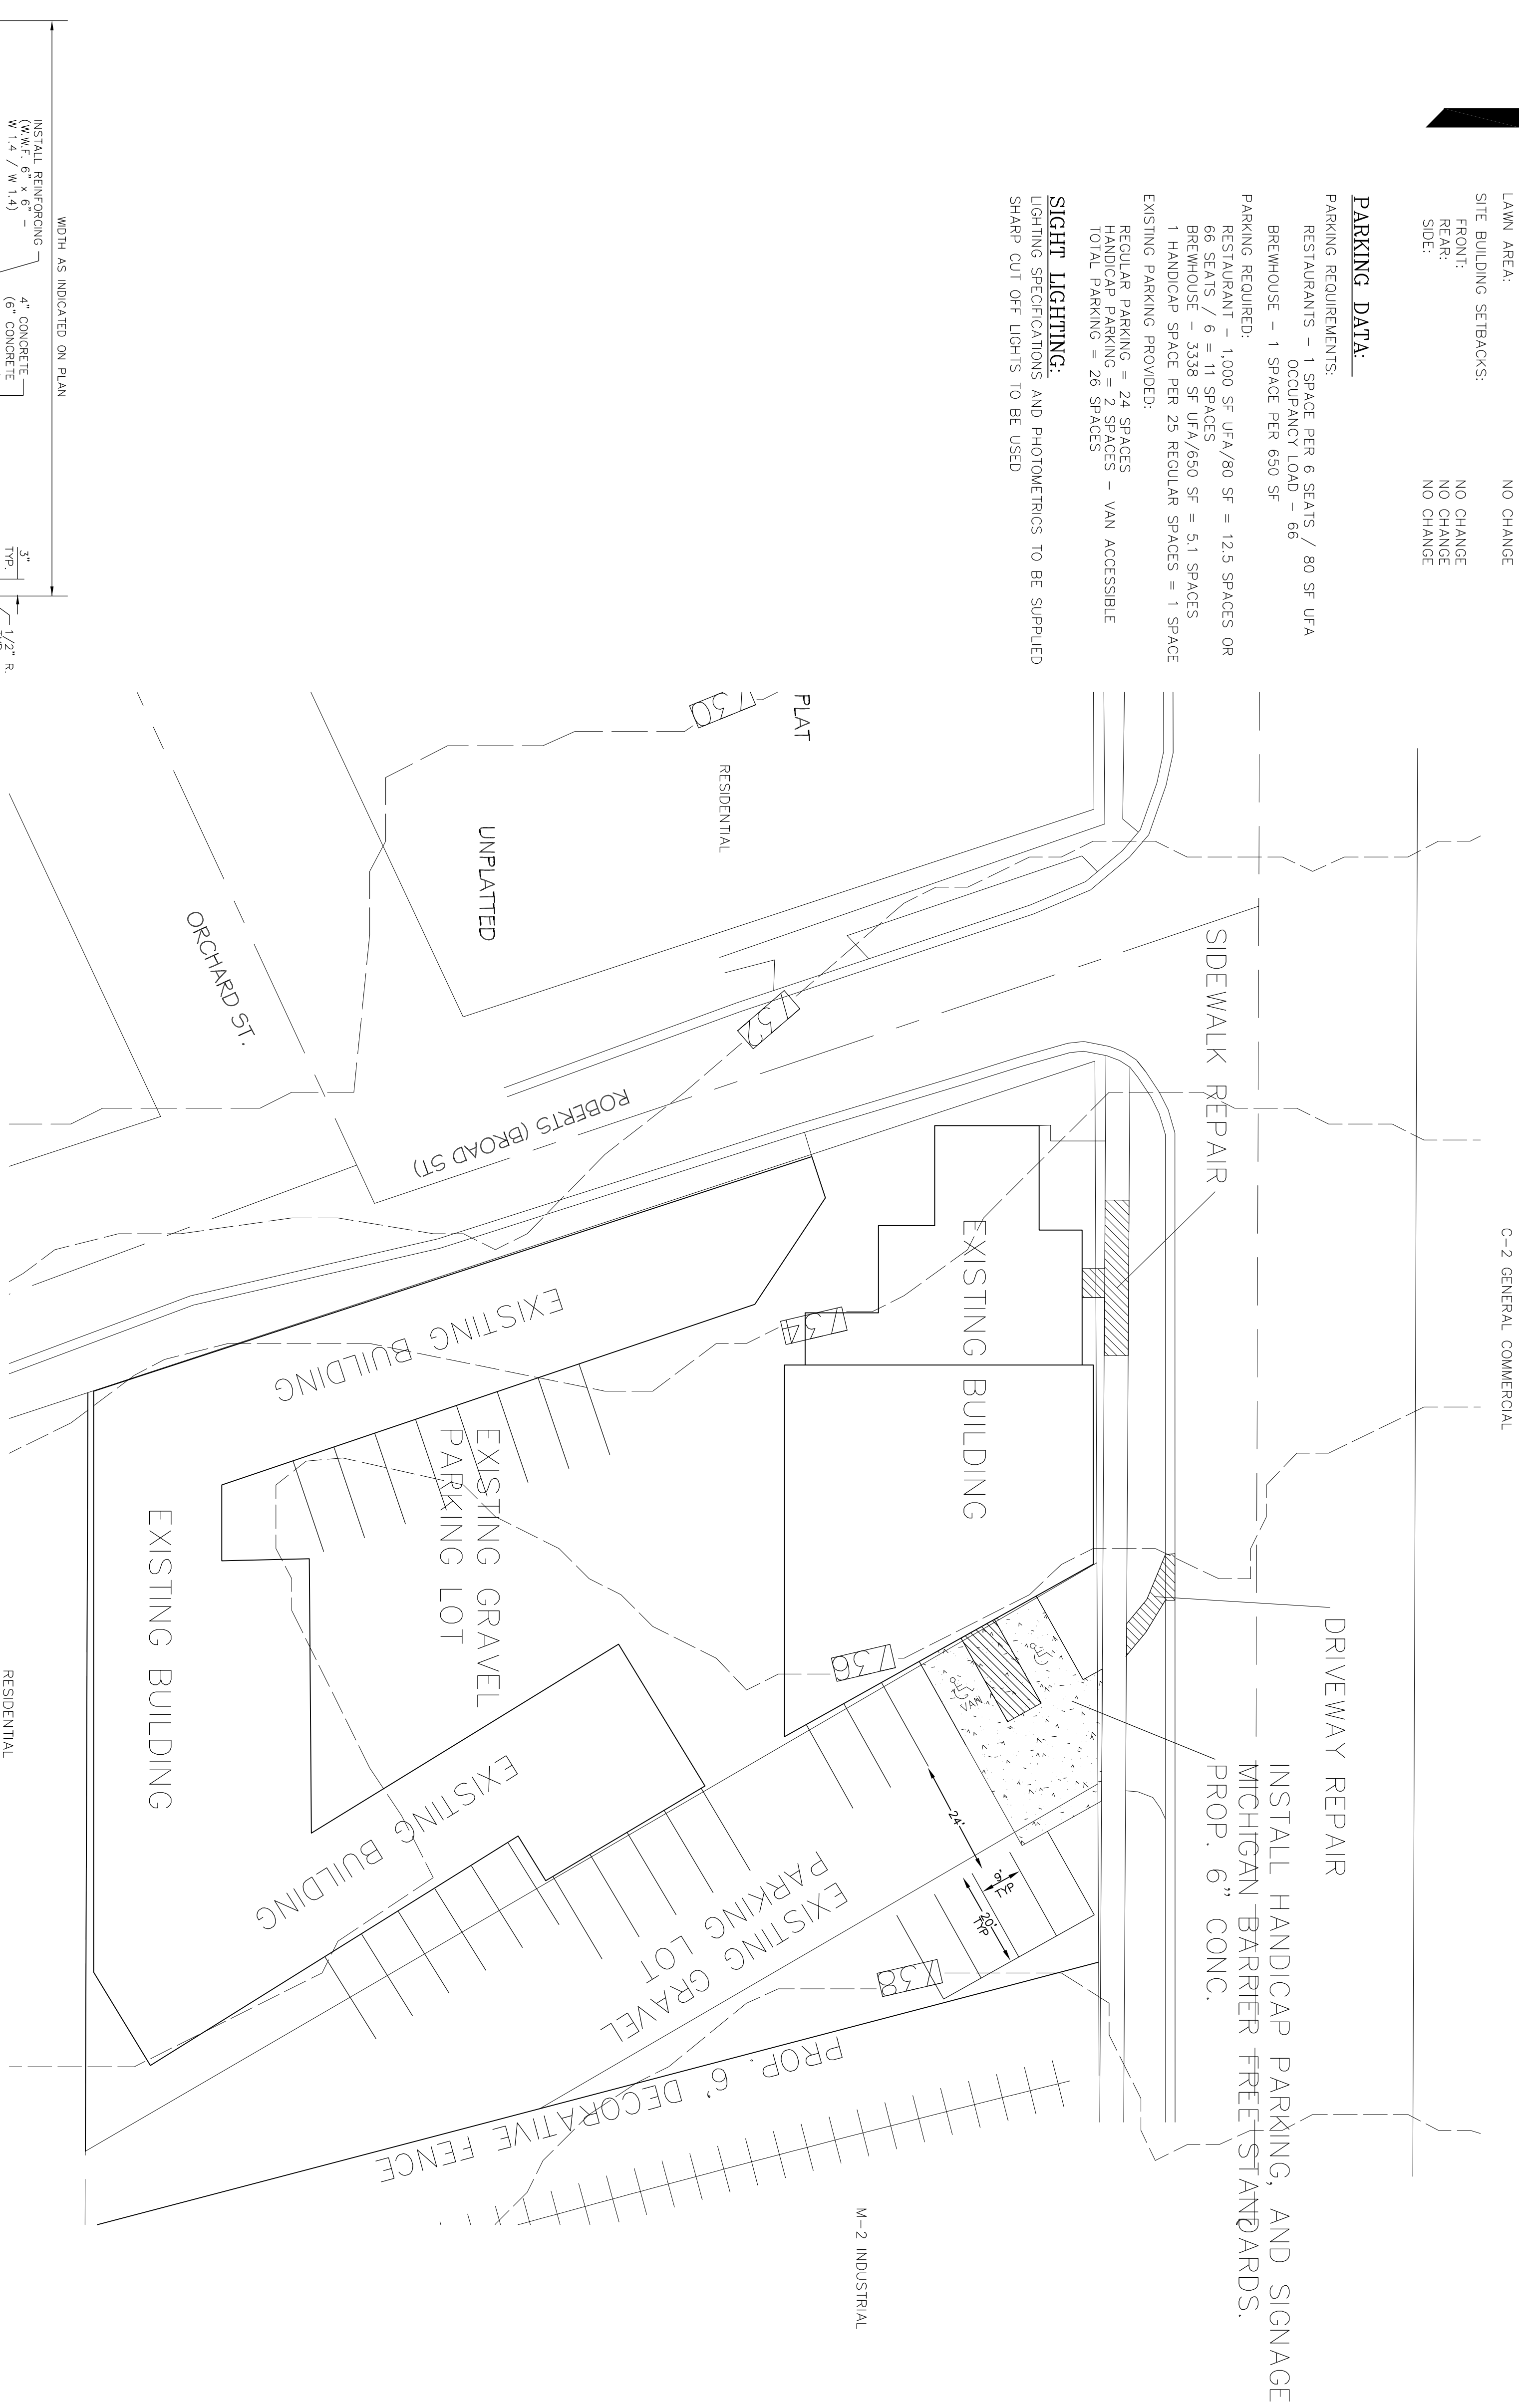 LAWN AREA: NO CHANGE
SITE BUILDING SETBACKS:
FRONT: NO CHANGE
REAR: NO CHANGE
SIDE: NO CHANGE
PARKING DATA:
PARKING REQUIREMENTS:
RESTAURANTS - 1 SPACE PER 6 SEATS / 80 SF UFA
OCCUPANCY LOAD - 66
BREWHOUSE - 1 SPACE PER 650 SF
PARKING REQUIRED:
RESTAURANT - 1,000 SF UFA/80 SF = 12.5 SPACES OR
66 SEATS / 6 = 11 SPACES
BREWHOUSE - 3338 SF UFA/650 SF = 5.1 SPACES
1 HANDICAP SPACE PER 25 REGULAR SPACES = 1 SPACE
EXISTING PARKING PROVIDED:
REGULAR PARKING = 24 SPACES
HANDICAP PARKING = 2 SPACES - VAN ACCESSIBLE
TOTAL PARKING = 26 SPACES
SIGHT LIGHTING:
LIGHTING SPECIFICATIONS AND PHOTOMETRICS TO BE SUPPLIED
SHARP CUT OFF LIGHTS TO BE USED
WIDTH AS INDICATED ON PLAN
INSTALL REINFORCING
(W.W.F. 6" x 6" -
W 1.4 / W 1.4)
4" CONCRETE
(6" CONCRETE
3"
TYP.
1/2" R.
C-2 GENERAL COMMERCIAL
SIDEWALK REPAIR
DRIVEWAY REPAIR
INSTALL HANDICAP PARKING, AND SIGNAGE
MICHIGAN BARRIER FREE STANDARDS.
PROP. 6" CONC.
PLAT
730
RESIDENTIAL
UNPLATTED
ORCHARD ST.
732
ROBERTS (BROAD ST)
EXISTING BUILDING
734
EXISTING BUILDING
EXISTING GRAVEL
PARKING LOT
EXISTING BUILDING
736
VAN
24'
9'
TYP
20'
TYP
EXISTING BUILDING
EXISTING GRAVEL
PARKING LOT
738
PROP. 6' DECORATIVE FENCE
M-2 INDUSTRIAL
RESIDENTIAL